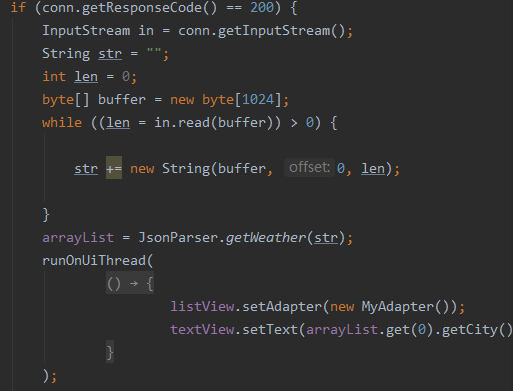 if (conn.getResponseCode() == 200) {
InputStream in = conn.getInputStream();
String str = "";
int len = 0;
byte[] buffer = new byte[1024];
while ((len = in.read(buffer)) > 0) {
str += new String(buffer, offset: 0, len);
}
arrayList = JsonParser.getWeather(str);
runOnUiThread(
() → {
listView.setAdapter(new MyAdapter());
textView.setText(arrayList.get(0).getCity()
}
);